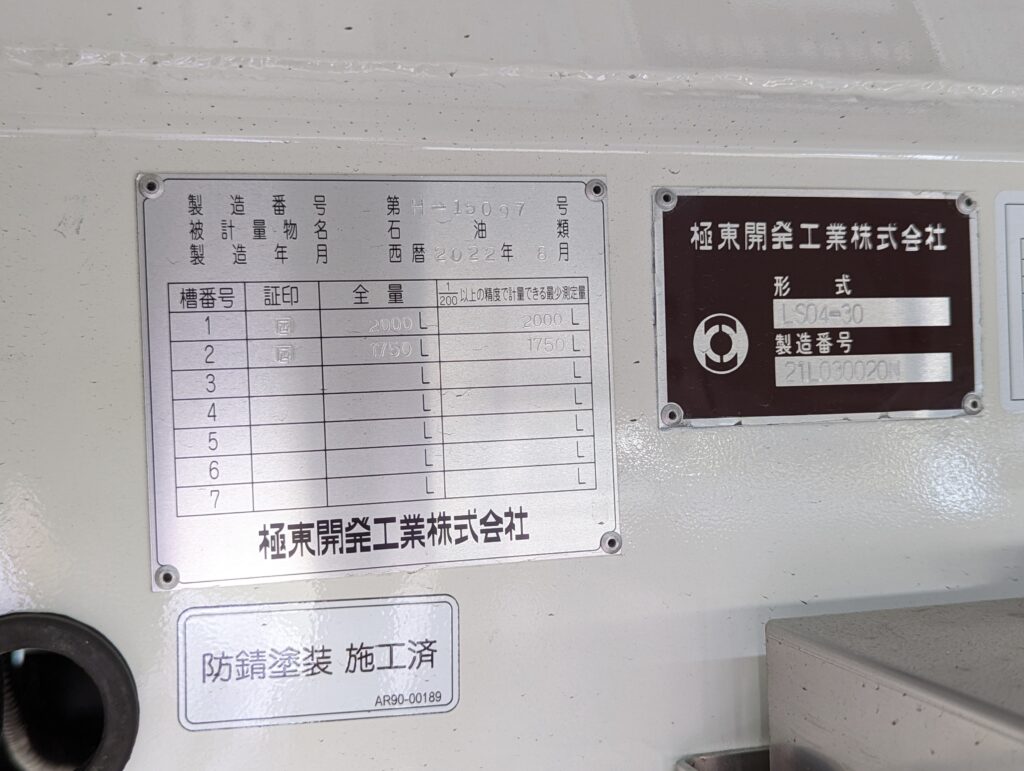 製造番号 第H-15097号
被計量物名 石油類
製造年月 西暦2022年8月
槽番号 証印 全量 1/200以上の精度で計量できる最少測定量
1 2000L 2000L
2 1750L 1750L
3 L L
4 L L
5 L L
6 L L
7 L L
極東開発工業株式会社
防錆塗装 施工済
AR90-00189
極東開発工業株式会社
形式
LS04-30
製造番号
21L030020N